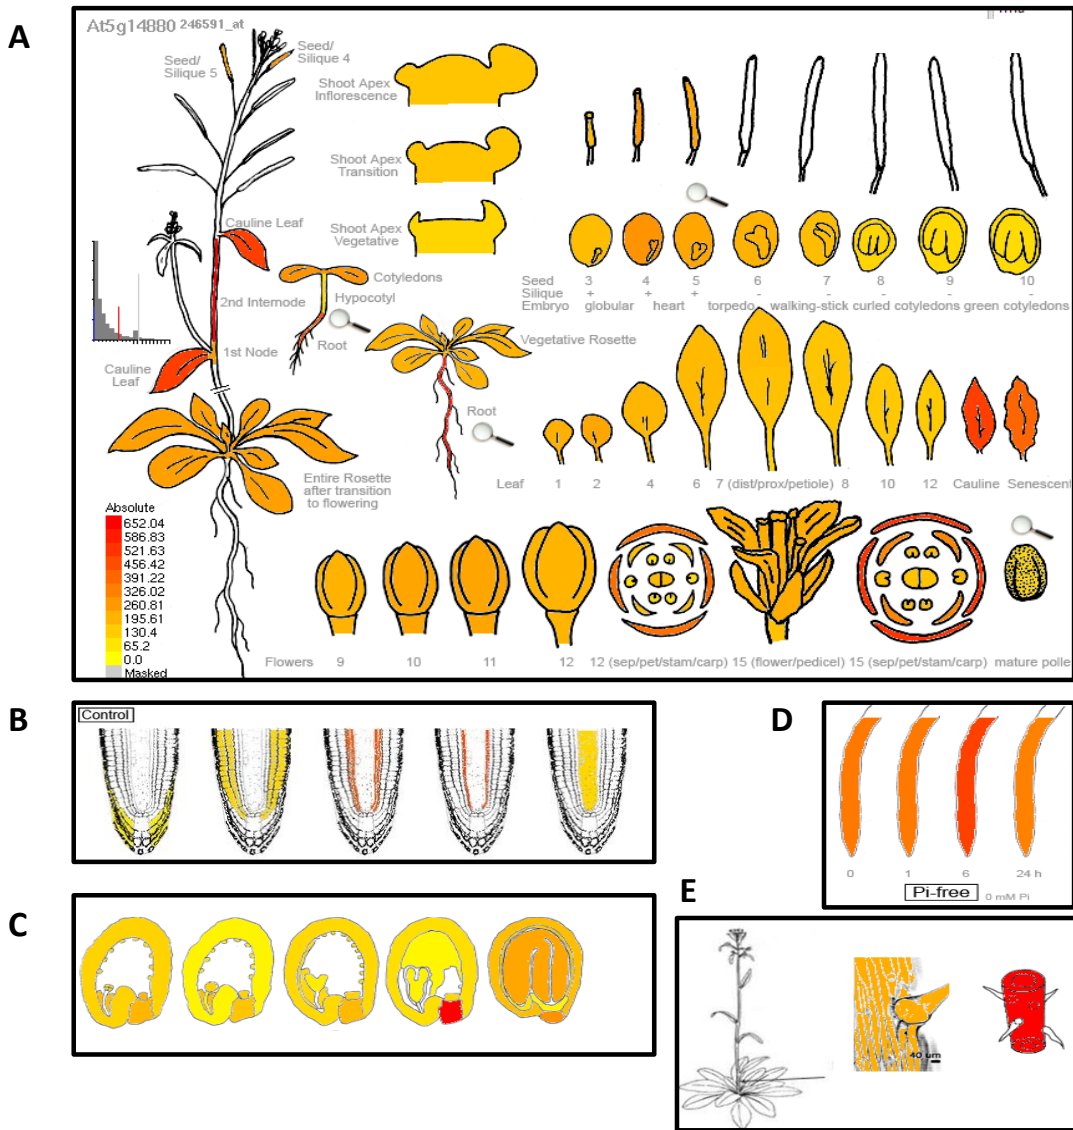 A
At5g14880 246591_at
Seed/
Silique 5
Seed/
Silique 4
Shoot Apex
Inflorescence
Shoot Apex
Transition
Shoot Apex
Vegetative
Cauline Leaf
2nd Internode
1st Node
Cauline
Leaf
Cotyledons
Hypocotyl
Root
Vegetative Rosette
Root
Entire Rosette
after transition
to flowering
Seed 3 4 5 6 7 8 9 10
Silique + + + - - - - -
Embryo globular heart torpedo walking-stick curled cotyledons green cotyledons
Leaf 1 2 4 6 7 (dist/prox/petiole) 8 10 12 Cauline Senescent
Absolute
652.04
586.83
521.63
456.42
391.22
326.02
260.81
195.61
130.4
65.2
0.0
Masked
Flowers 9 10 11 12 12 (sep/pet/stam/carp) 15 (flower/pedicel) 15 (sep/pet/stam/carp) mature polle
B
Control
D
0 1 6 24 h
Pi-free 0 mM Pi
C
E
40 um